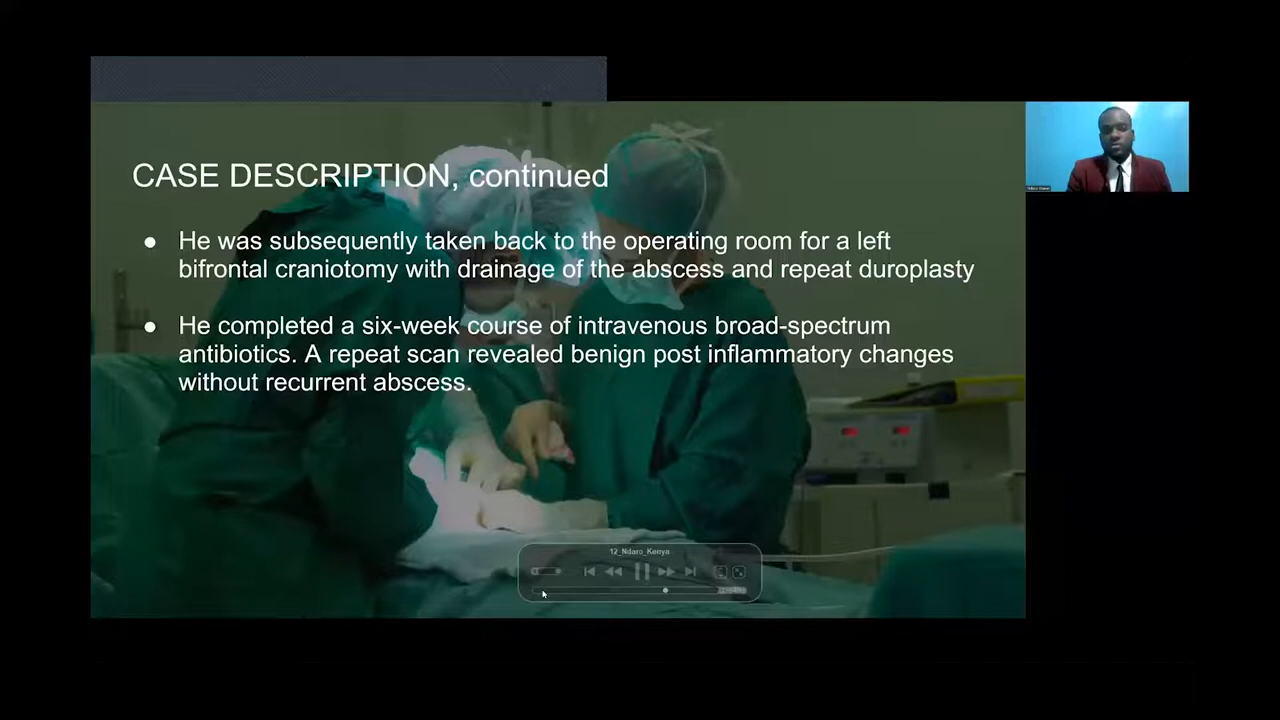 CASE DESCRIPTION, continued
● He was subsequently taken back to the operating room for a left
bifrontal craniotomy with drainage of the abscess and repeat duroplasty
● He completed a six-week course of intravenous broad-spectrum
antibiotics. A repeat scan revealed benign post inflammatory changes
without recurrent abscess.
12_Ndaro_Kenya